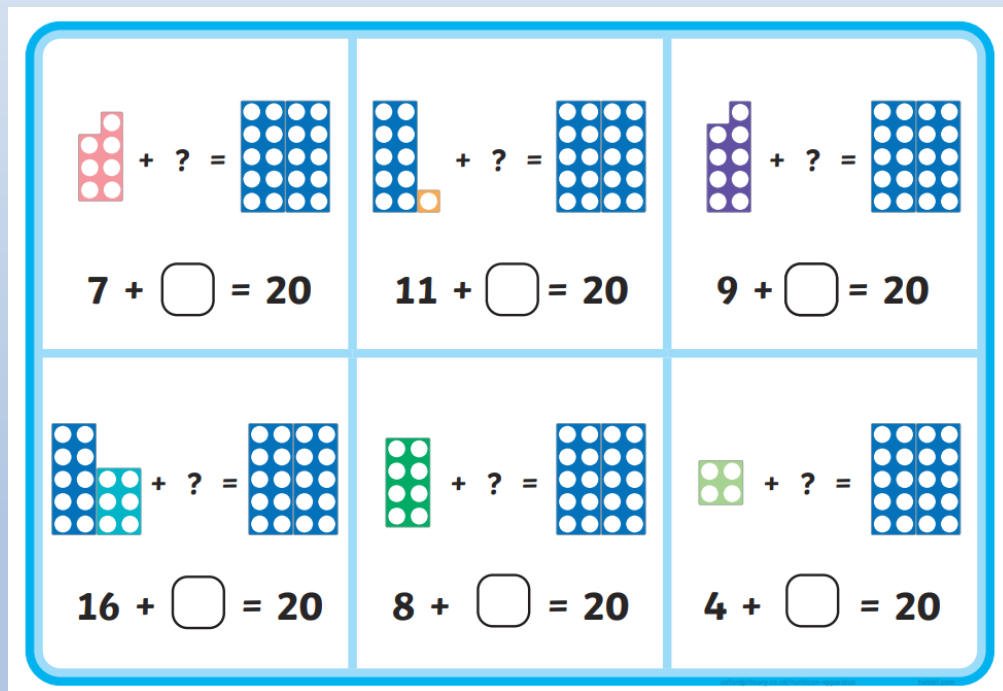 + ? =
+ ? =
+ ? =
7 + = 20
11 + = 20
9 + = 20
+ ? =
+ ? =
+ ? =
16 + = 20
8 + = 20
4 + = 20